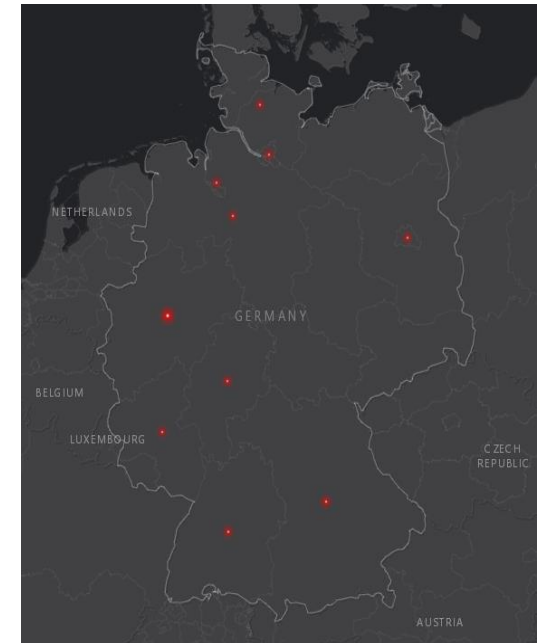 NETHERLANDS
GERMANY
BELGIUM
LUXEMBOURG
CZECH
REPUBLIC
AUSTRIA